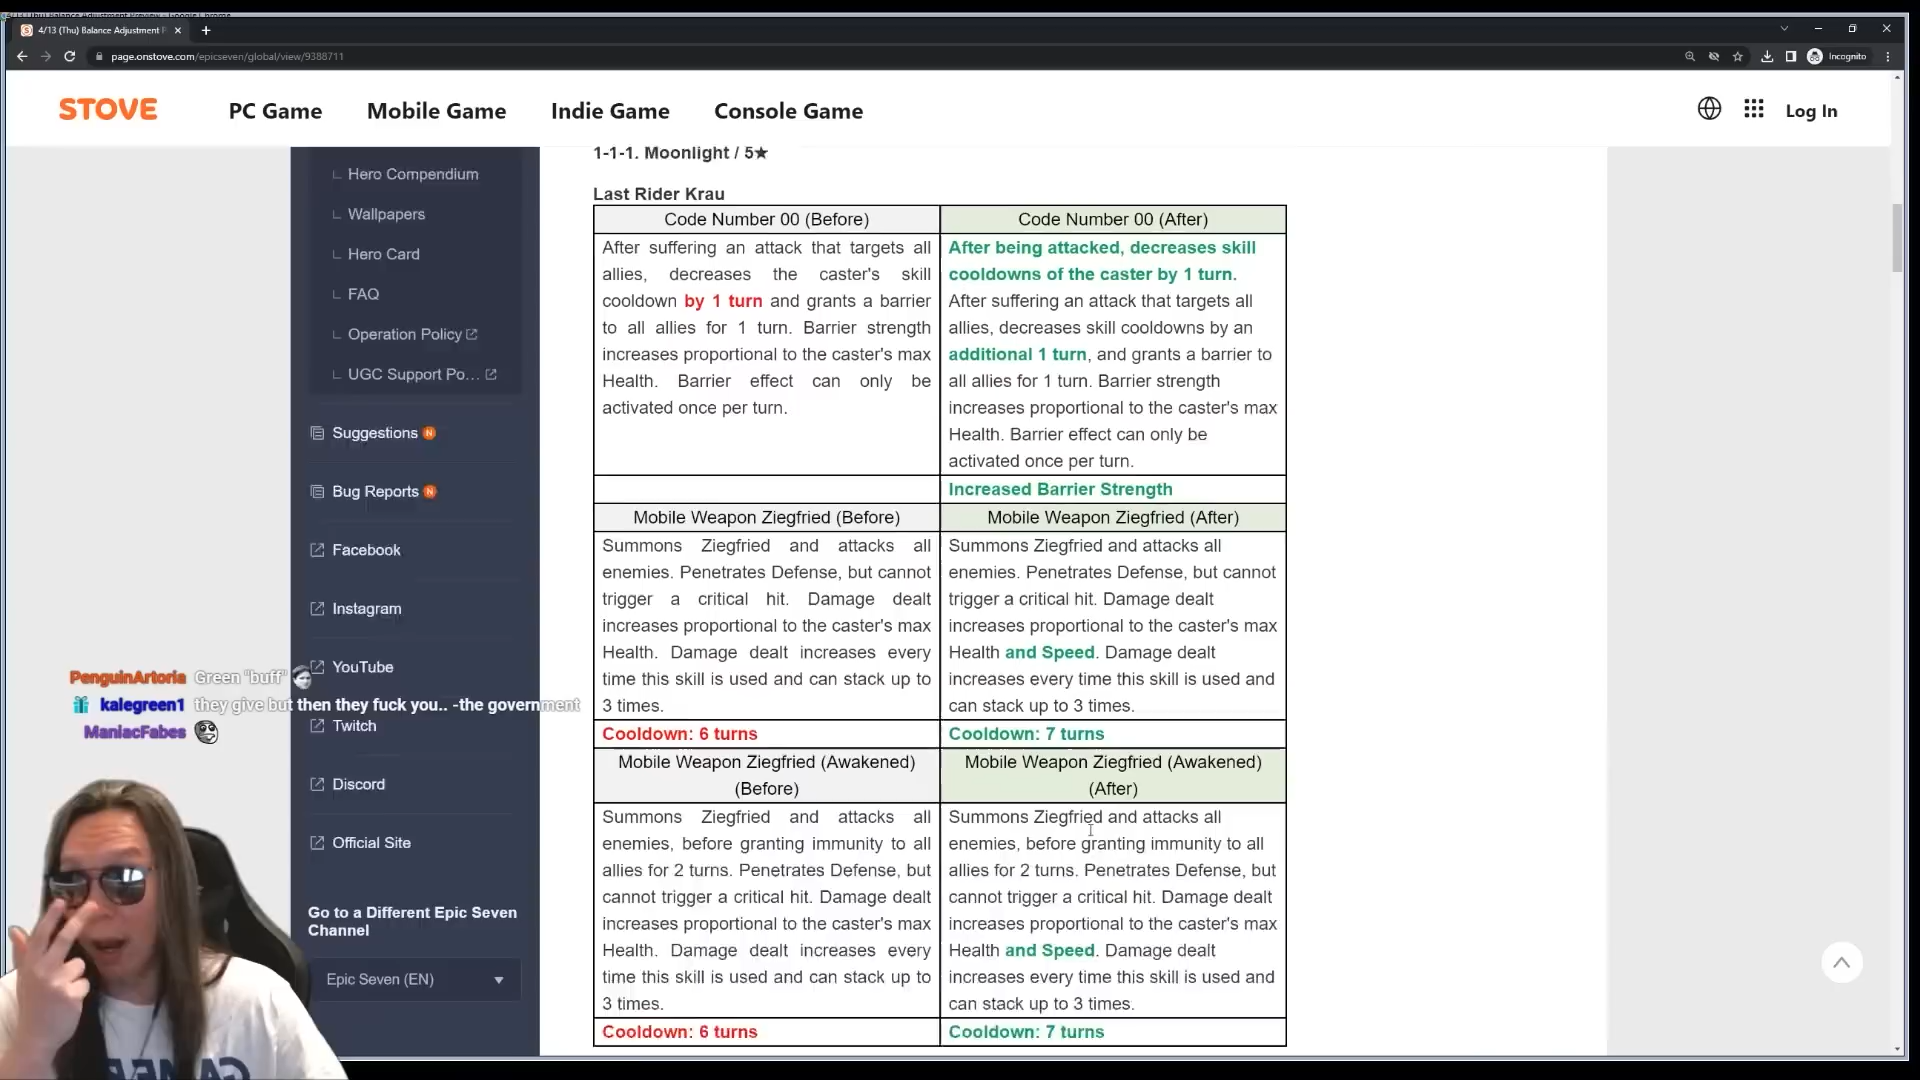 4/13 (Thu) Balance Adjustment Preview - Google Chrome
4/13 (Thu) Balance Adjustment P
page.onstove.com/epicseven/global/view/9388711
Incognito
STOVE
PC Game
Mobile Game
Indie Game
Console Game
Log In
Hero Compendium
Wallpapers
Hero Card
FAQ
Operation Policy
UGC Support Po...
Suggestions N
Bug Reports N
Facebook
Instagram
YouTube
Twitch
Discord
Official Site
Go to a Different Epic Seven
Channel
Epic Seven (EN)
PenguinArtoria Green "buff"
kalegreen1 they give but then they fuck you.. -the government
ManiacFabes
1-1-1. Moonlight / 5★
Last Rider Krau
Code Number 00 (Before)
After suffering an attack that targets all
allies, decreases the caster's skill
cooldown by 1 turn and grants a barrier
to all allies for 1 turn. Barrier strength
increases proportional to the caster's max
Health. Barrier effect can only be
activated once per turn.
Code Number 00 (After)
After being attacked, decreases skill
cooldowns of the caster by 1 turn.
After suffering an attack that targets all
allies, decreases skill cooldowns by an
additional 1 turn, and grants a barrier to
all allies for 1 turn. Barrier strength
increases proportional to the caster's max
Health. Barrier effect can only be
activated once per turn.
Increased Barrier Strength
Mobile Weapon Ziegfried (Before)
Summons Ziegfried and attacks all
enemies. Penetrates Defense, but cannot
trigger a critical hit. Damage dealt
increases proportional to the caster's max
Health. Damage dealt increases every
time this skill is used and can stack up to
3 times.
Cooldown: 6 turns
Mobile Weapon Ziegfried (After)
Summons Ziegfried and attacks all
enemies. Penetrates Defense, but cannot
trigger a critical hit. Damage dealt
increases proportional to the caster's max
Health and Speed. Damage dealt
increases every time this skill is used and
can stack up to 3 times.
Cooldown: 7 turns
Mobile Weapon Ziegfried (Awakened)
(Before)
Summons Ziegfried and attacks all
enemies, before granting immunity to all
allies for 2 turns. Penetrates Defense, but
cannot trigger a critical hit. Damage dealt
increases proportional to the caster's max
Health. Damage dealt increases every
time this skill is used and can stack up to
3 times.
Cooldown: 6 turns
Mobile Weapon Ziegfried (Awakened)
(After)
Summons Ziegfried and attacks all
enemies, before granting immunity to all
allies for 2 turns. Penetrates Defense, but
cannot trigger a critical hit. Damage dealt
increases proportional to the caster's max
Health and Speed. Damage dealt
increases every time this skill is used and
can stack up to 3 times.
Cooldown: 7 turns